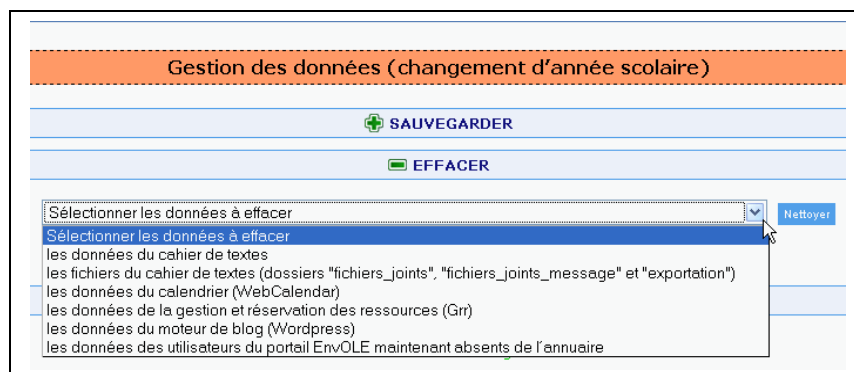 Gestion des données (changement d'année scolaire)
SAUVEGARDER
EFFACER
Sélectionner les données à effacer
Nettoyer
Sélectionner les données à effacer
les données du cahier de textes
les fichiers du cahier de textes (dossiers "fichiers_joints", "fichiers_joints_message" et "exportation")
les données du calendrier (WebCalendar)
les données de la gestion et réservation des ressources (Grr)
les données du moteur de blog (Wordpress)
les données des utilisateurs du portail EnvOLE maintenant absents de l'annuaire